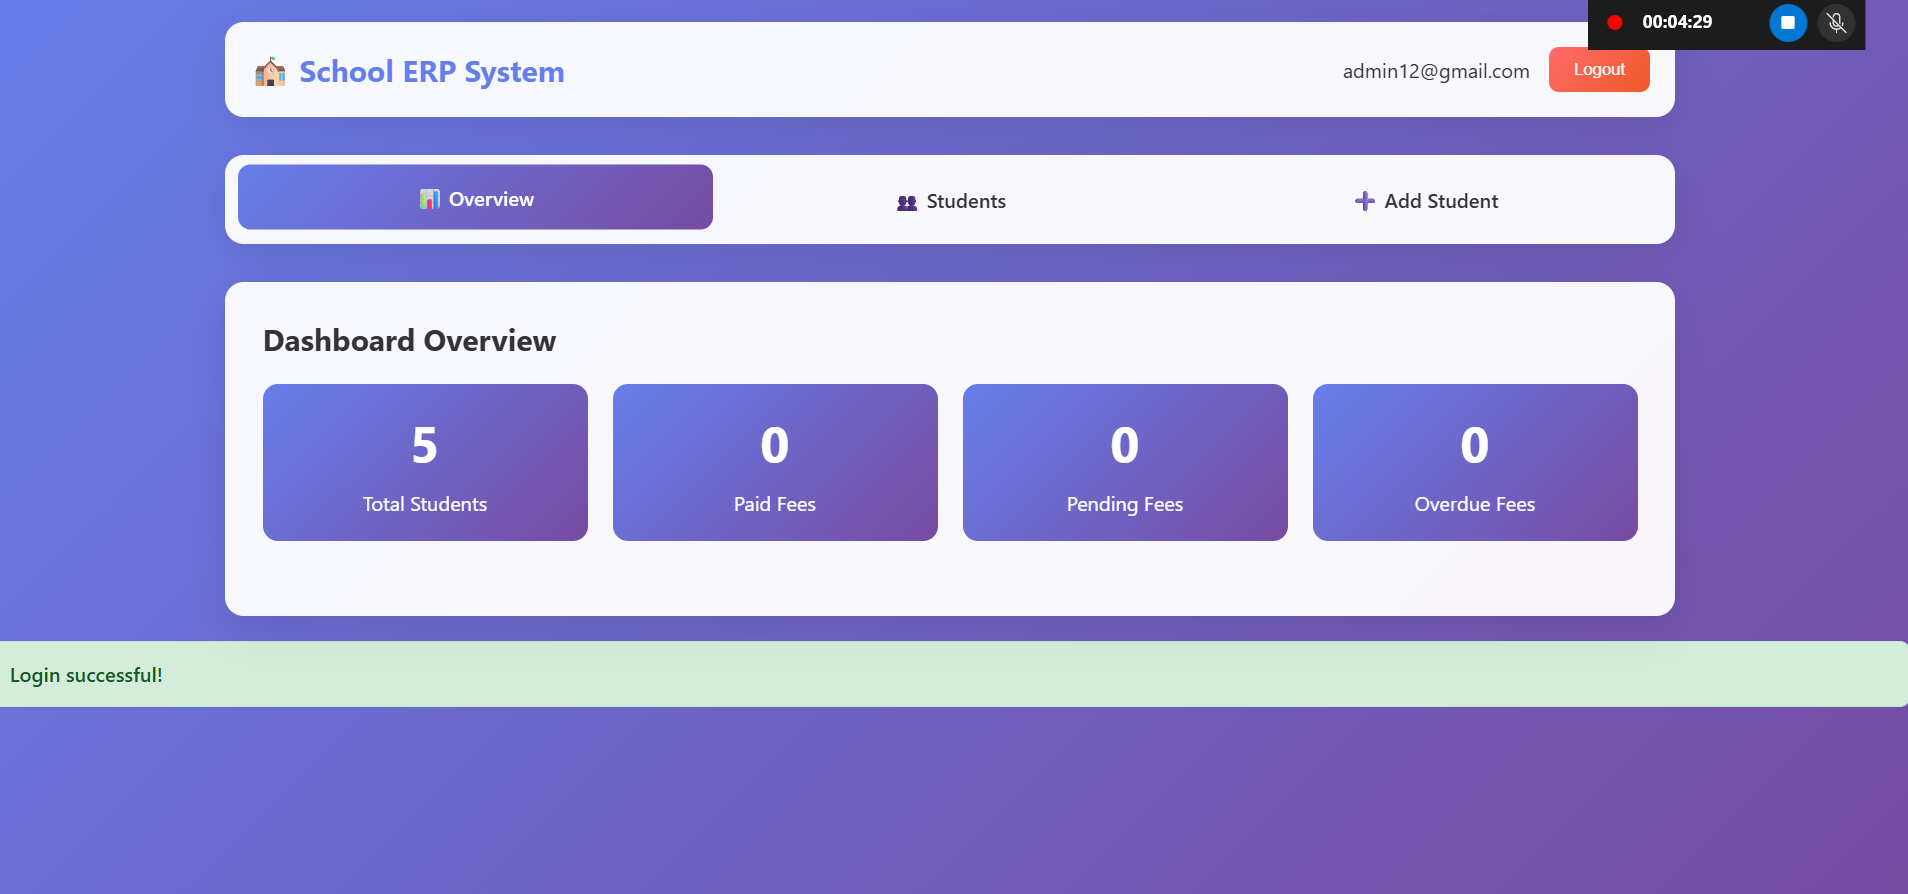 00:04:29
School ERP System
admin12@gmail.com
Logout
Overview
Students
Add Student
Dashboard Overview
5
Total Students
0
Paid Fees
0
Pending Fees
0
Overdue Fees
Login successful!